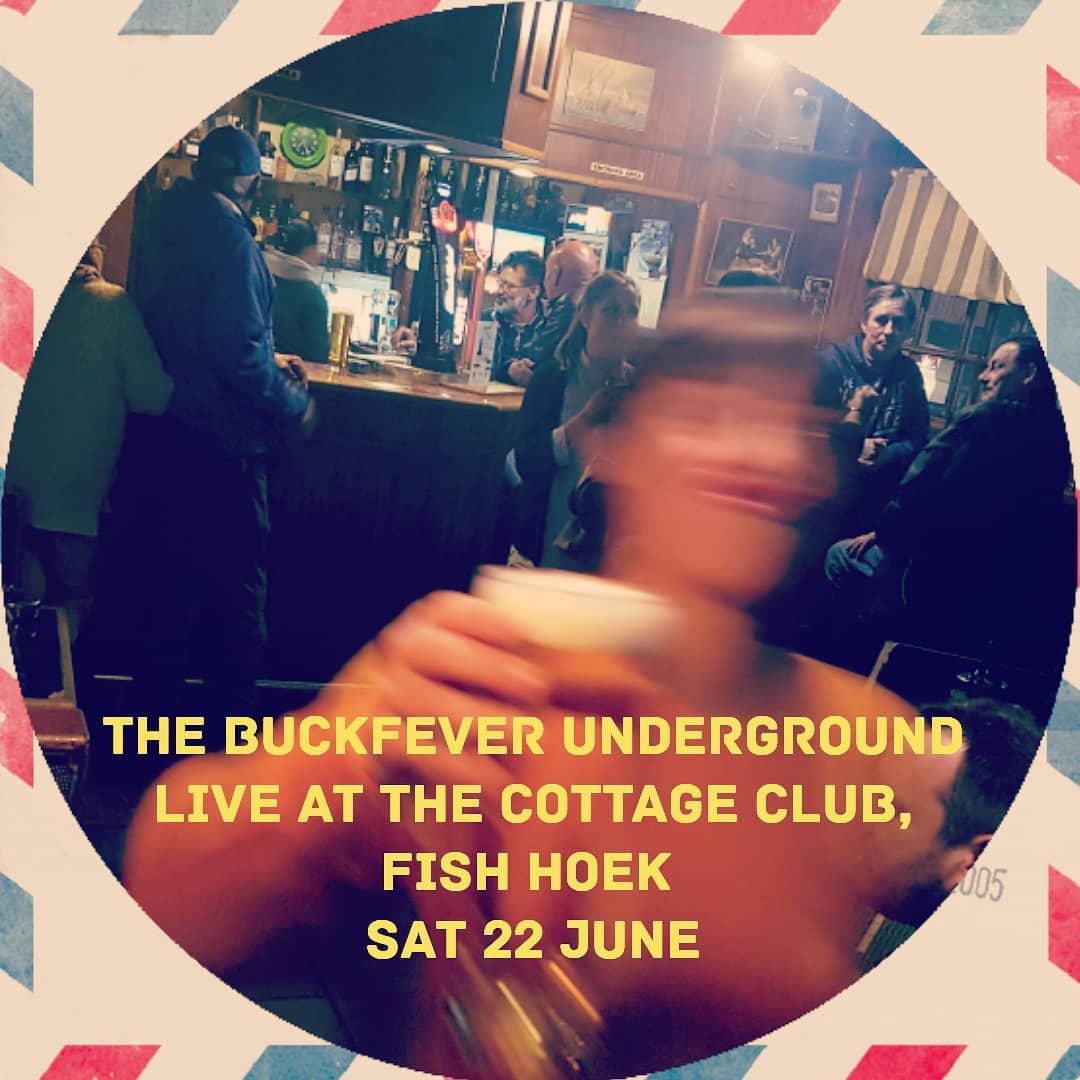 THE BUCKFEVER UNDERGROUND
LIVE AT THE COTTAGE CLUB,
FISH HOEK
SAT 22 JUNE